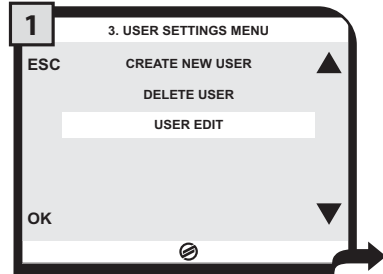 1
3. USER SETTINGS MENU
ESC
CREATE NEW USER
DELETE USER
USER EDIT
OK